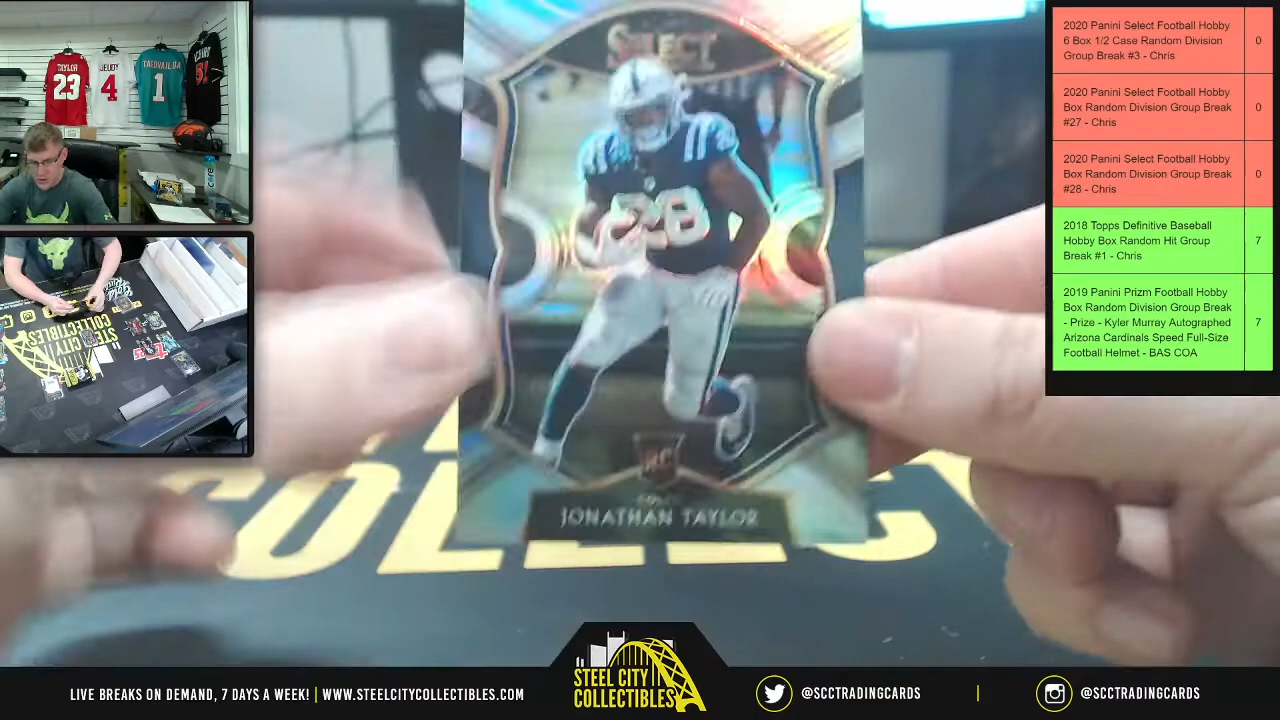 TAYLOR
23
JEUDY
4
TAGOVAILOA
1
SELECT
28
RC
COLTS
JONATHAN TAYLOR
COLLEC
2020 Panini Select Football Hobby
6 Box 1/2 Case Random Division
Group Break #3 - Chris
0
2020 Panini Select Football Hobby
Box Random Division Group Break
#27 - Chris
0
2020 Panini Select Football Hobby
Box Random Division Group Break
#28 - Chris
0
2018 Topps Definitive Baseball
Hobby Box Random Hit Group
Break #1 - Chris
7
2019 Panini Prizm Football Hobby
Box Random Division Group Break
- Prize - Kyler Murray Autographed
Arizona Cardinals Speed Full-Size
Football Helmet - BAS COA
7
COLLECTIBLES
LIVE BREAKS ON DEMAND, 7 DAYS A WEEK! | WWW.STEELCITYCOLLECTIBLES.COM
STEEL CITY
COLLECTIBLES
@SCCTRADINGCARDS
@SCCTRADINGCARDS